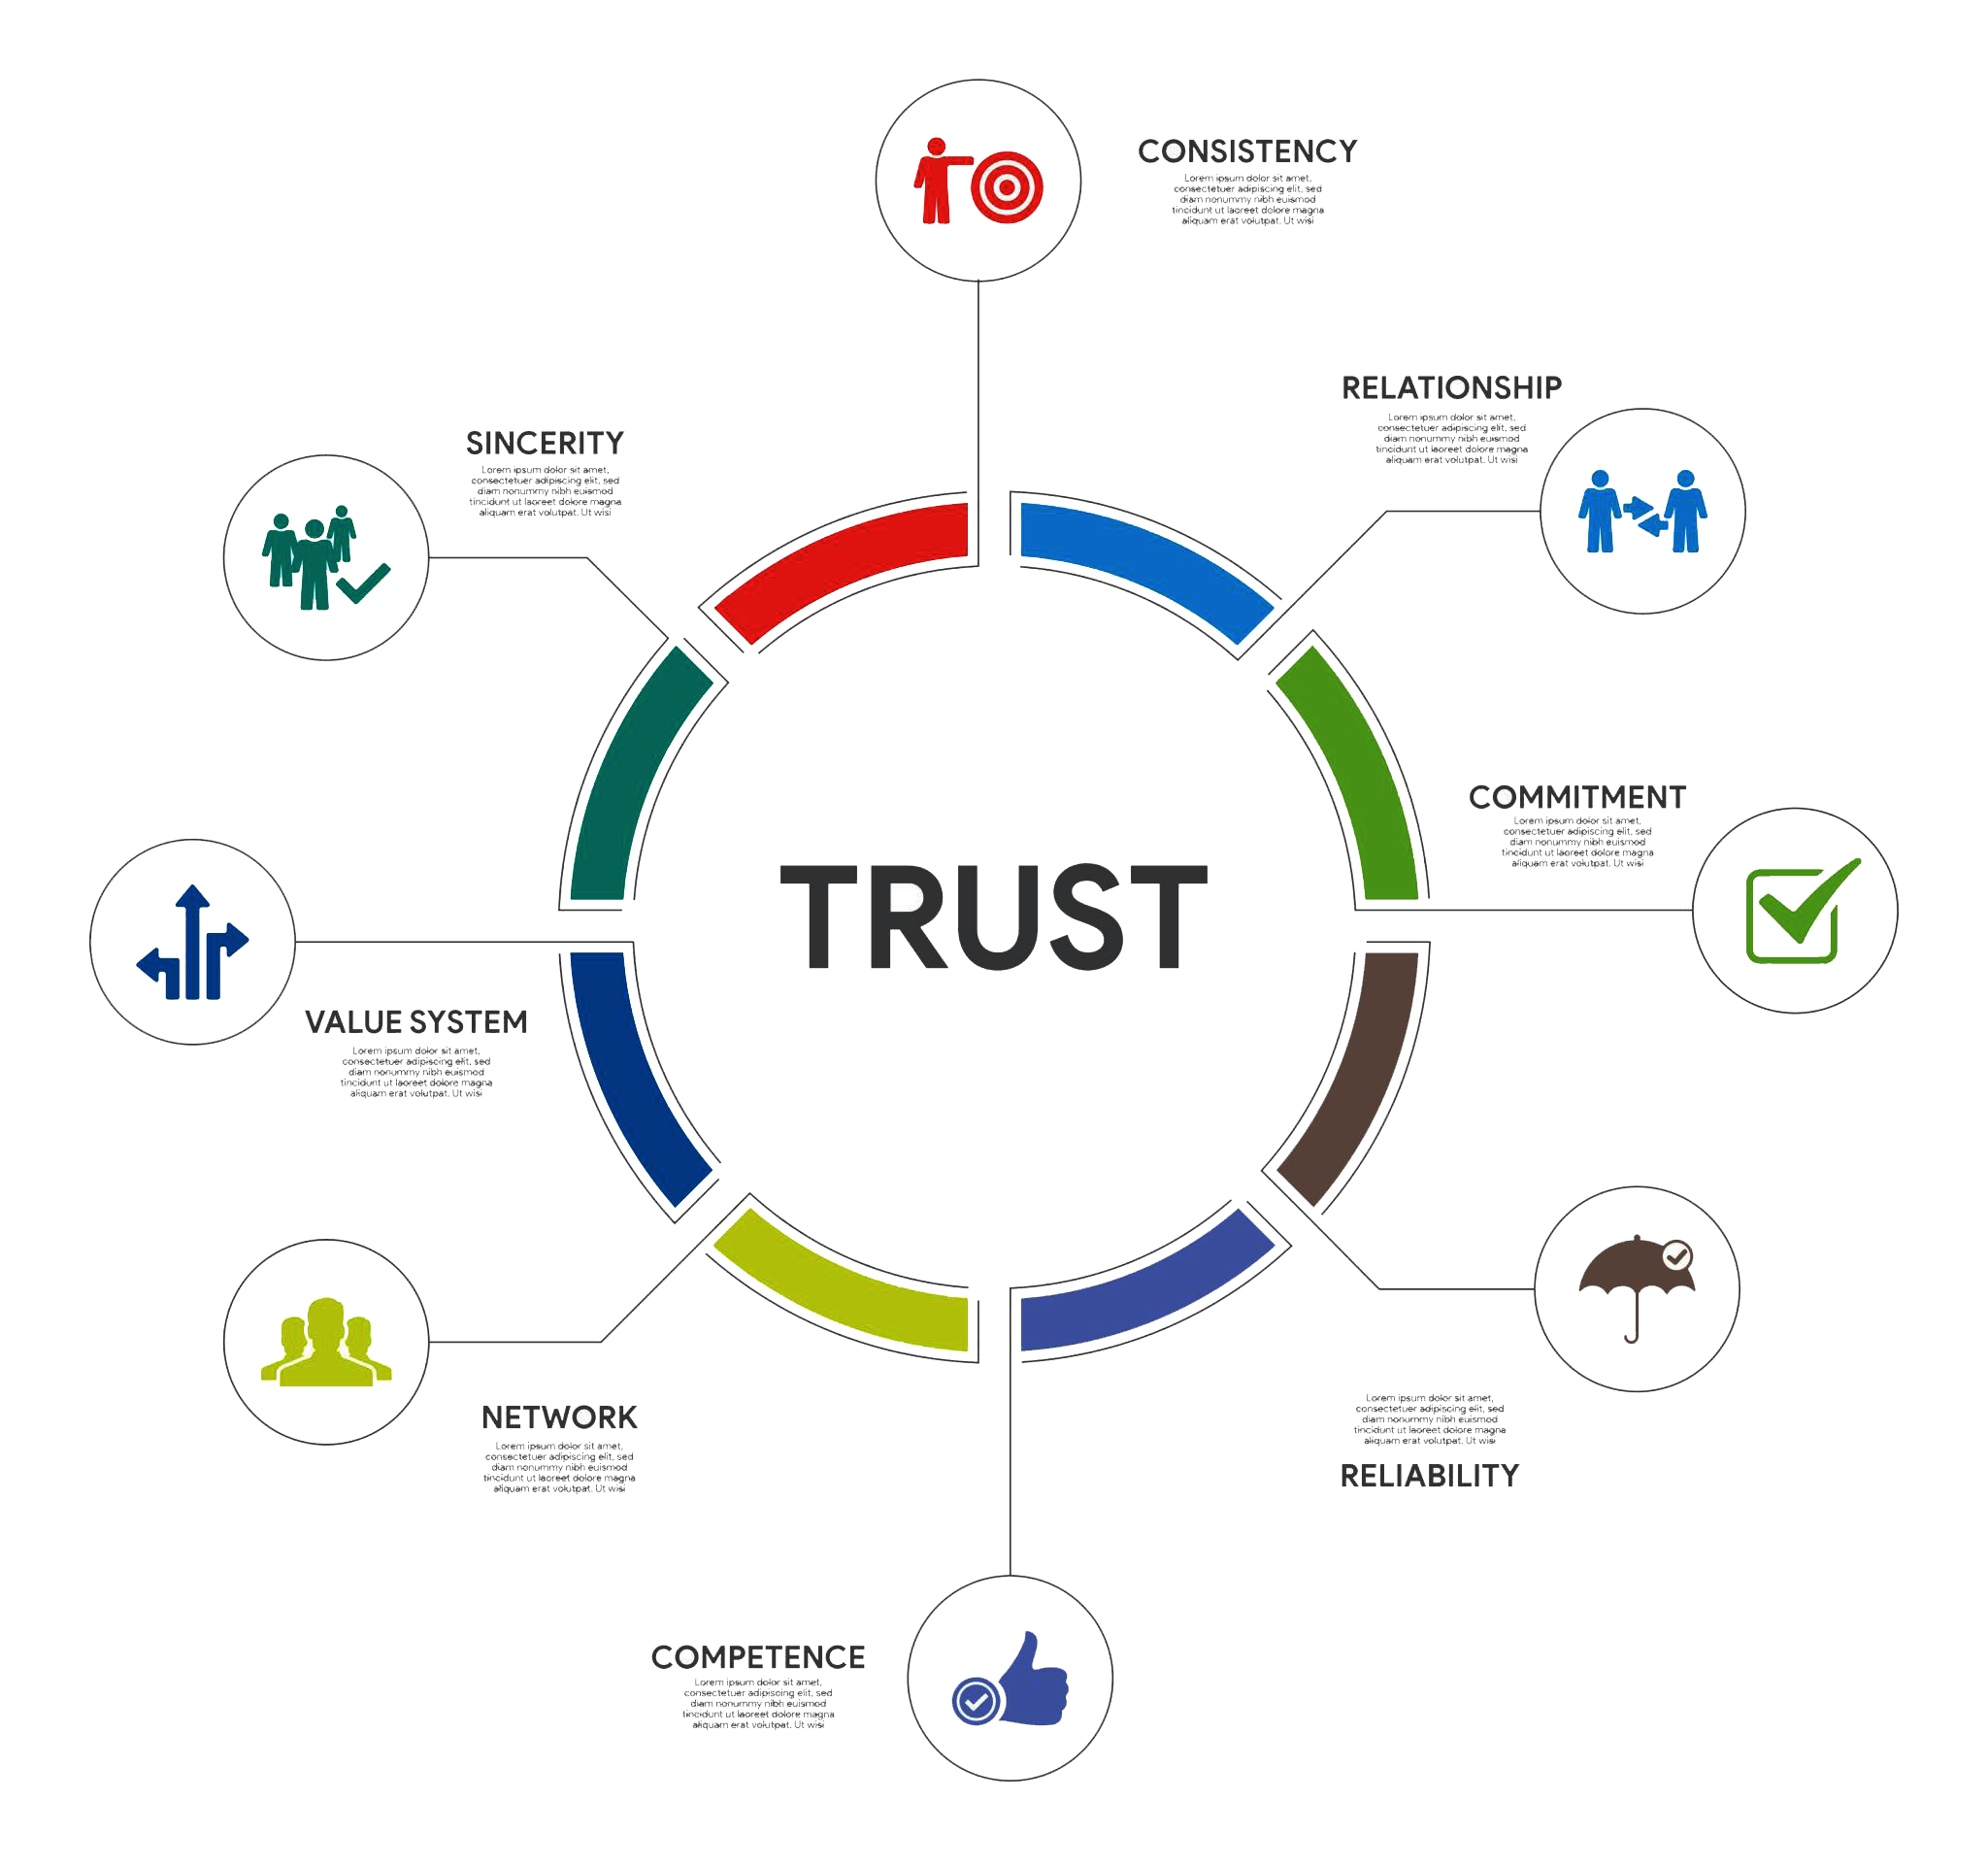 CONSISTENCY
Lorem ipsum dolor sit amet,
consectetuer adipiscing elit, sed
diam nonummy nibh euismod
tincidunt ut laoreet dolore magna
aliquam erat volutpat. Ut wisi
RELATIONSHIP
Lorem ipsum dolor sit amet,
consectetuer adipiscing elit, sed
diam nonummy nibh euismod
tincidunt ut laoreet dolore magna
aliquam erat volutpat. Ut wisi
SINCERITY
Lorem ipsum dolor sit amet,
consectetuer adipiscing elit, sed
diam nonummy nibh euismod
tincidunt ut laoreet dolore magna
aliquam erat volutpat. Ut wisi
COMMITMENT
Lorem ipsum dolor sit amet,
consectetuer adipiscing elit, sed
diam nonummy nibh euismod
tincidunt ut laoreet dolore magna
aliquam erat volutpat. Ut wisi
TRUST
VALUE SYSTEM
Lorem ipsum dolor sit amet,
consectetuer adipiscing elit, sed
diam nonummy nibh euismod
tincidunt ut laoreet dolore magna
aliquam erat volutpat. Ut wisi
NETWORK
Lorem ipsum dolor sit amet,
consectetuer adipiscing elit, sed
diam nonummy nibh euismod
tincidunt ut laoreet dolore magna
aliquam erat volutpat. Ut wisi
Lorem ipsum dolor sit amet,
consectetuer adipiscing elit, sed
diam nonummy nibh euismod
tincidunt ut laoreet dolore magna
aliquam erat volutpat. Ut wisi
RELIABILITY
COMPETENCE
Lorem ipsum dolor sit amet,
consectetuer adipiscing elit, sed
diam nonummy nibh euismod
tincidunt ut laoreet dolore magna
aliquam erat volutpat. Ut wisi